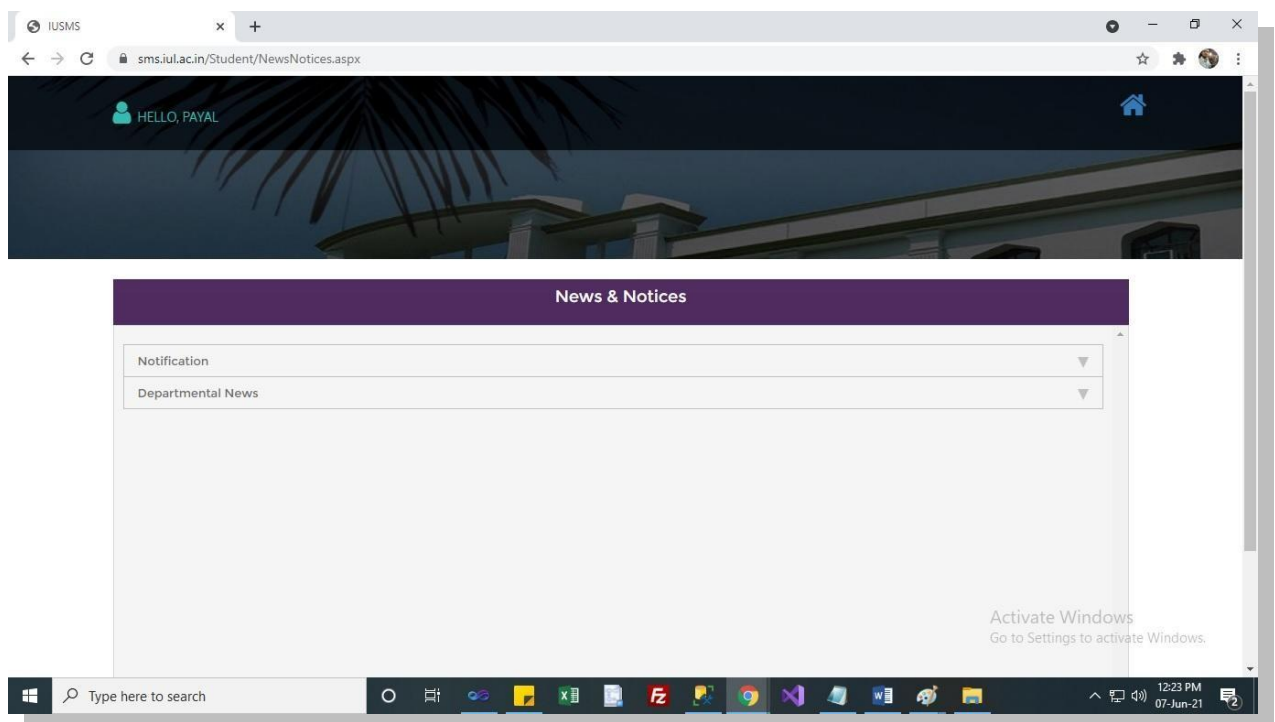 IUSMS
sms.iul.ac.in/Student/NewsNotices.aspx
HELLO, PAYAL
News & Notices
Notification
Departmental News
Activate Windows
Go to Settings to activate Windows.
Type here to search
12:23 PM
07-Jun-21
2